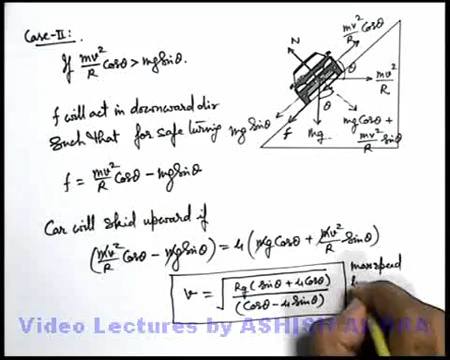 Case-II:
If mv²/R Cosθ > mg Sinθ.
f will act in downward dir
Such that for safe turning
f = mv²/R Cosθ - mg Sinθ
Car will skid upward if
(mv²/R Cosθ - mg Sinθ) = μ (mg Cosθ + mv²/R Sinθ)
v = √(Rg (Sinθ + μ Cosθ) / (Cosθ - μ Sinθ))
max speed
N
mv²/R Cosθ
θ
mv²/R
θ
mg Sinθ
f
mg
mg Cosθ +
mv²/R Sinθ
Video Lectures by ASHISH ARORA